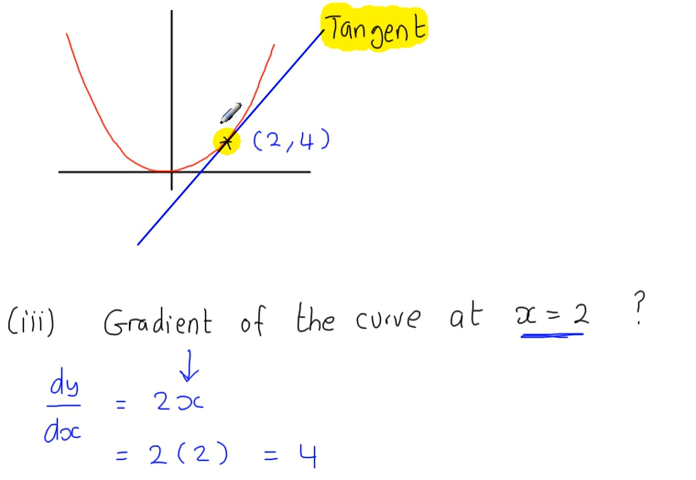 Tangent
(2,4)
(iii) Gradient of the curve at x = 2 ?
↓
dy/dx = 2x
= 2(2) = 4